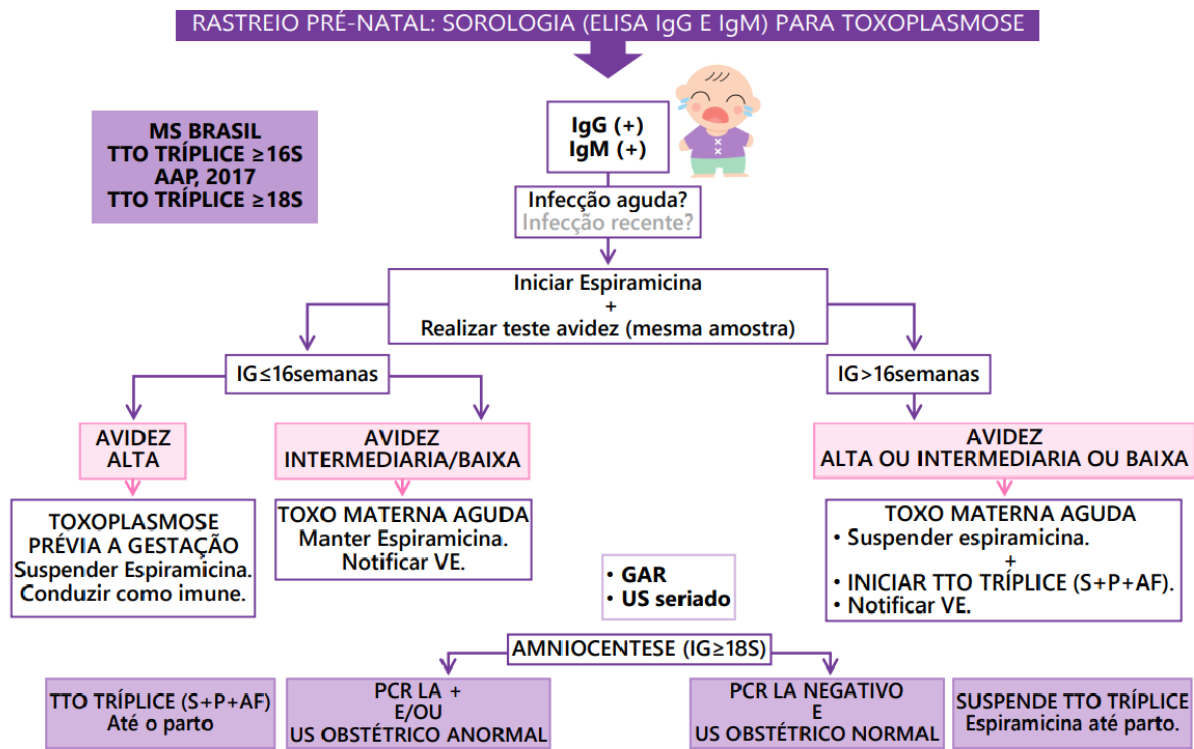 RASTREIO PRÉ-NATAL: SOROLOGIA (ELISA IgG E IgM) PARA TOXOPLASMOSE
MS BRASIL
TTO TRÍPLICE ≥16S
AAP, 2017
TTO TRÍPLICE ≥18S
IgG (+)
IgM (+)
Infecção aguda?
Infecção recente?
Iniciar Espiramicina
+
Realizar teste avidez (mesma amostra)
IG≤16semanas
IG>16semanas
AVIDEZ
ALTA
AVIDEZ
INTERMEDIARIA/BAIXA
AVIDEZ
ALTA OU INTERMEDIARIA OU BAIXA
TOXOPLASMOSE
PRÉVIA A GESTAÇÃO
Suspender Espiramicina.
Conduzir como imune.
TOXO MATERNA AGUDA
Manter Espiramicina.
Notificar VE.
TOXO MATERNA AGUDA
• Suspender espiramicina.
+
• INICIAR TTO TRÍPLICE (S+P+AF).
• Notificar VE.
• GAR
• US seriado
AMNIOCENTESE (IG≥18S)
TTO TRÍPLICE (S+P+AF)
Até o parto
PCR LA +
E/OU
US OBSTÉTRICO ANORMAL
PCR LA NEGATIVO
E
US OBSTÉTRICO NORMAL
SUSPENDE TTO TRÍPLICE
Espiramicina até parto.